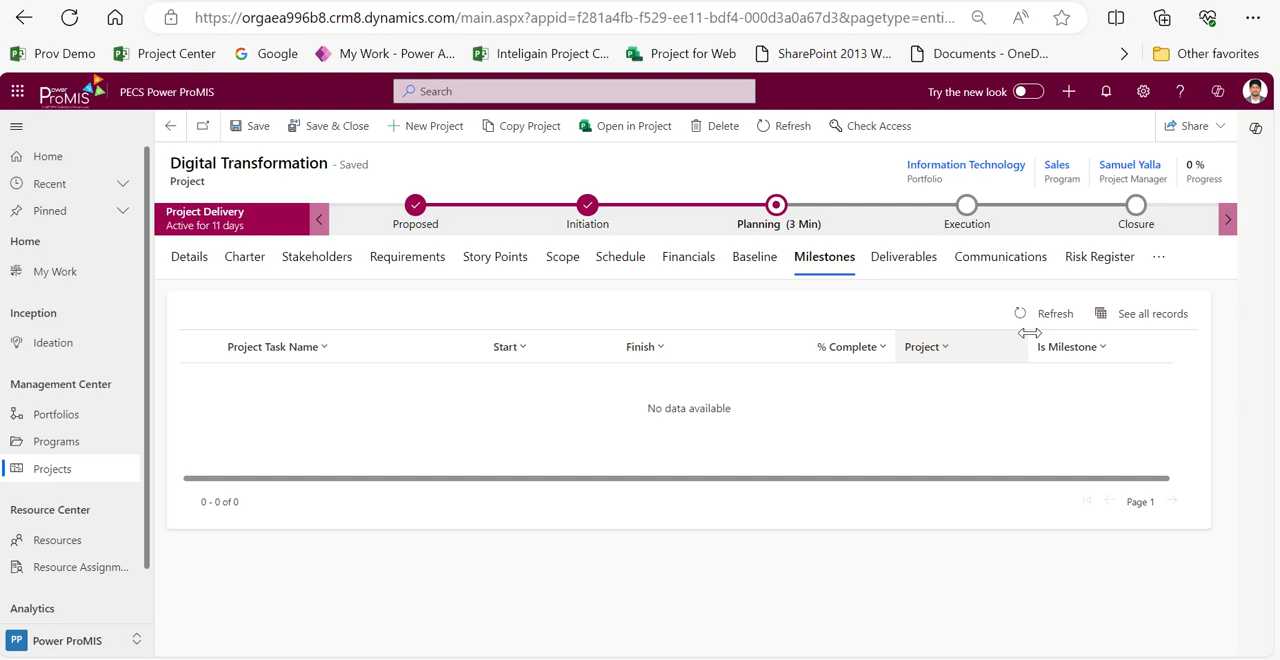 https://orgaea996b8.crm8.dynamics.com/main.aspx?appid=f281a4fb-f529-ee11-bdf4-000d3a0a67d3&pagetype=enti...
Prov Demo Project Center Google My Work - Power A... Inteligain Project C... Project for Web SharePoint 2013 W... Documents - OneD... Other favorites
Power ProMIS PECS Power ProMIS Search Try the new look
Save Save & Close New Project Copy Project Open in Project Delete Refresh Check Access Share
Home
Recent
Pinned
Home
My Work
Inception
Ideation
Management Center
Portfolios
Programs
Projects
Resource Center
Resources
Resource Assignm...
Analytics
PP Power ProMIS
Digital Transformation - Saved
Project
Information Technology Sales Samuel Yalla 0 %
Portfolio Program Project Manager Progress
Project Delivery
Active for 11 days
Proposed Initiation Planning (3 Min) Execution Closure
Details Charter Stakeholders Requirements Story Points Scope Schedule Financials Baseline Milestones Deliverables Communications Risk Register ...
Refresh See all records
Project Task Name Start Finish % Complete Project Is Milestone
No data available
0 - 0 of 0 Page 1